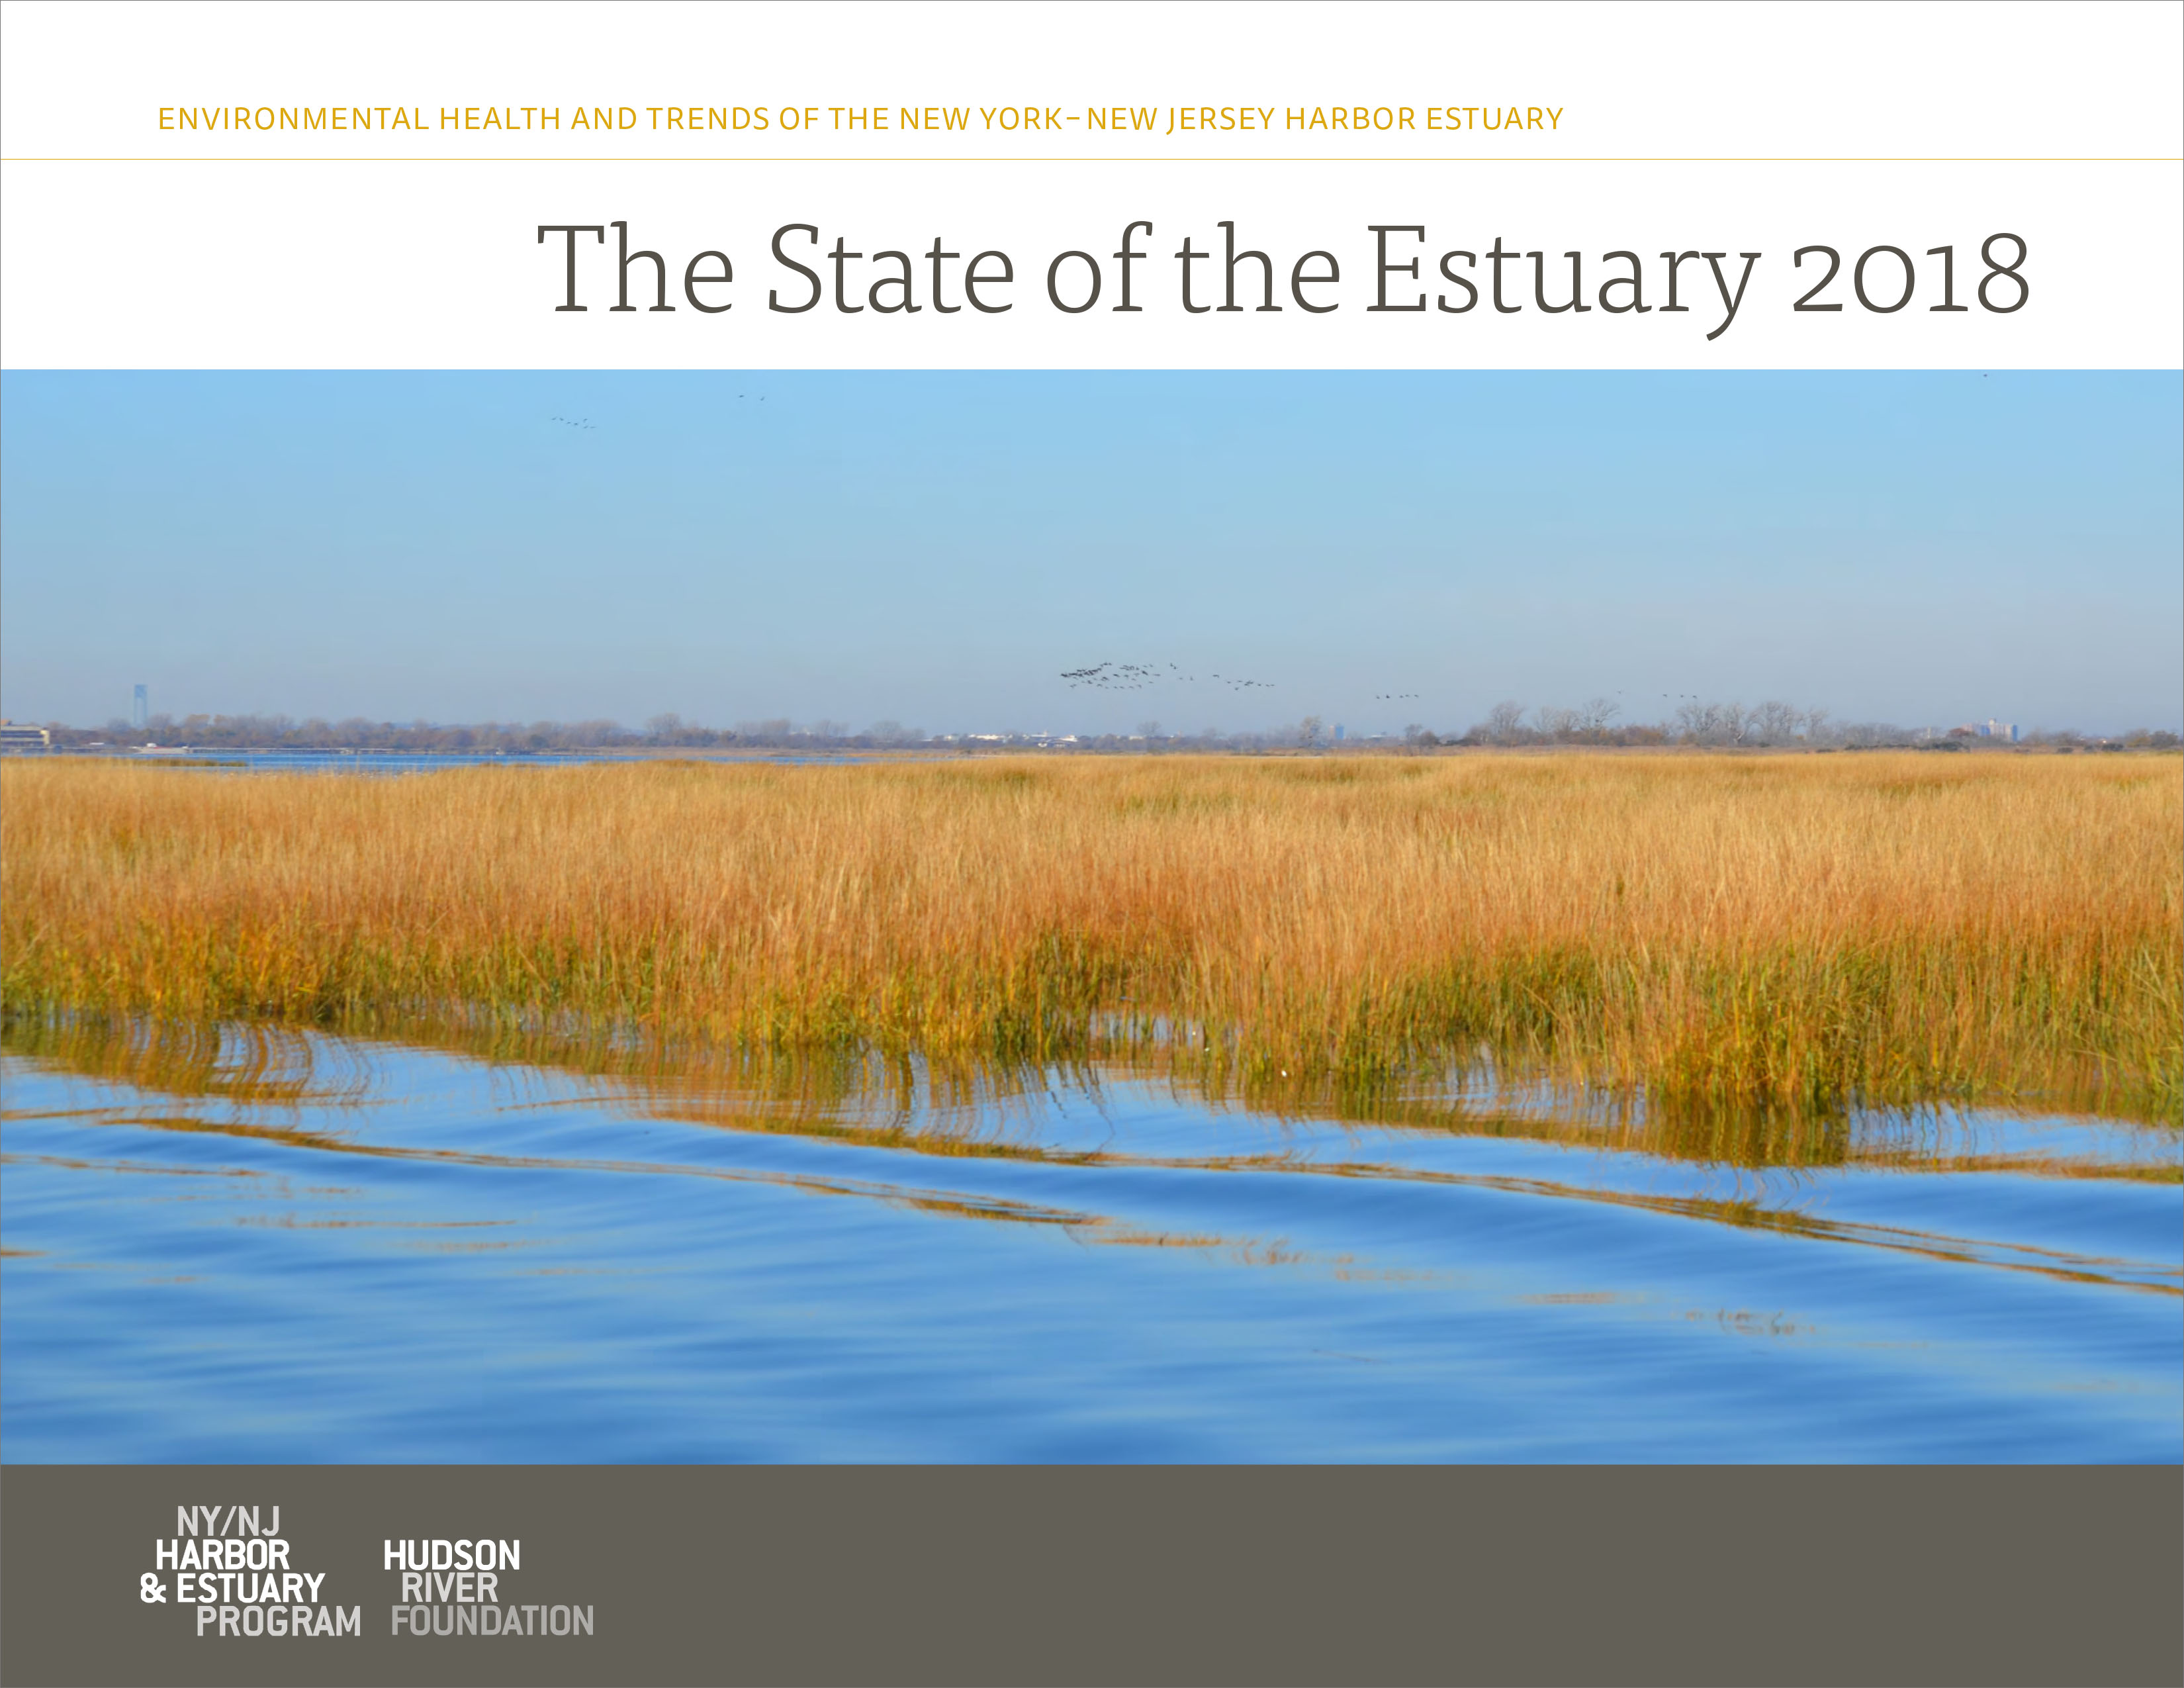 ENVIRONMENTAL HEALTH AND TRENDS OF THE NEW YORK–NEW JERSEY HARBOR ESTUARY
The State of the Estuary 2018
NY/NJ
HARBOR
& ESTUARY
PROGRAM
HUDSON
RIVER
FOUNDATION